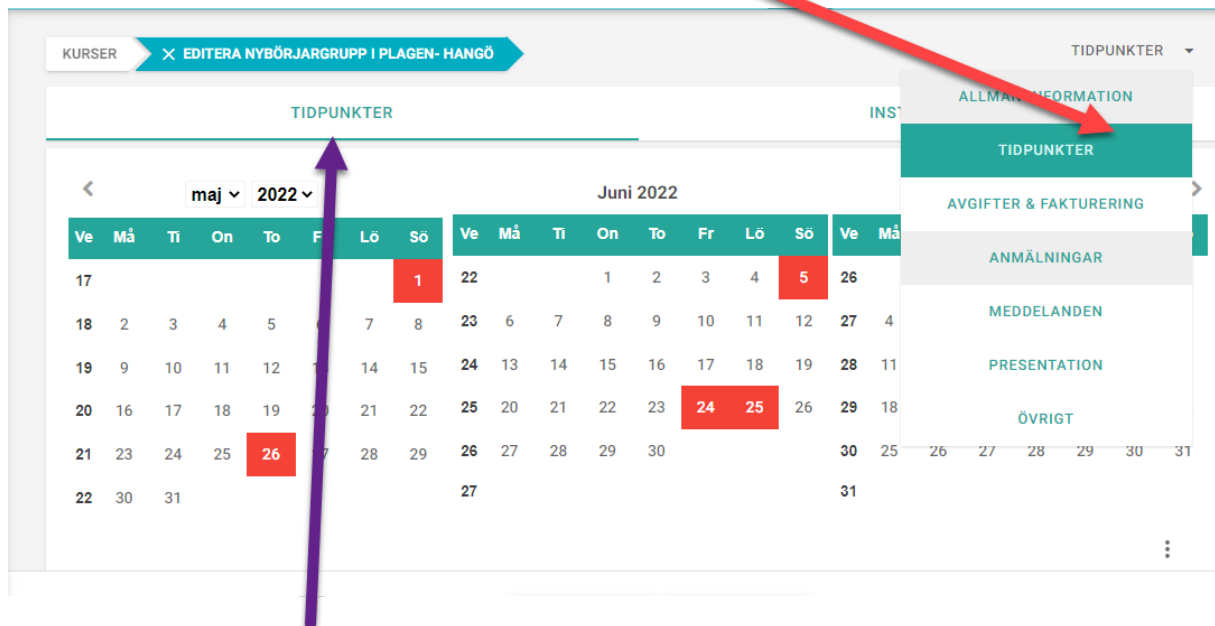 KURSER × EDITERA NYBÖRJARGRUPP I PLAGEN- HANGÖ TIDPUNKTER
TIDPUNKTER INST
ALLMÄN INFORMATION
TIDPUNKTER
AVGIFTER & FAKTURERING
ANMÄLNINGAR
MEDDELANDEN
PRESENTATION
ÖVRIGT
maj 2022
Ve Må Ti On To F Lö Sö
17 1
18 2 3 4 5 7 8
19 9 10 11 12 14 15
20 16 17 18 19 21 22
21 23 24 25 26 28 29
22 30 31
Juni 2022
Ve Må Ti On To Fr Lö Sö
22 1 2 3 4 5
23 6 7 8 9 10 11 12
24 13 14 15 16 17 18 19
25 20 21 22 23 24 25 26
26 27 28 29 30
27
Ve Må
26
27 4
28 11
29 18
30 25 26 27 28 29 30 31
31